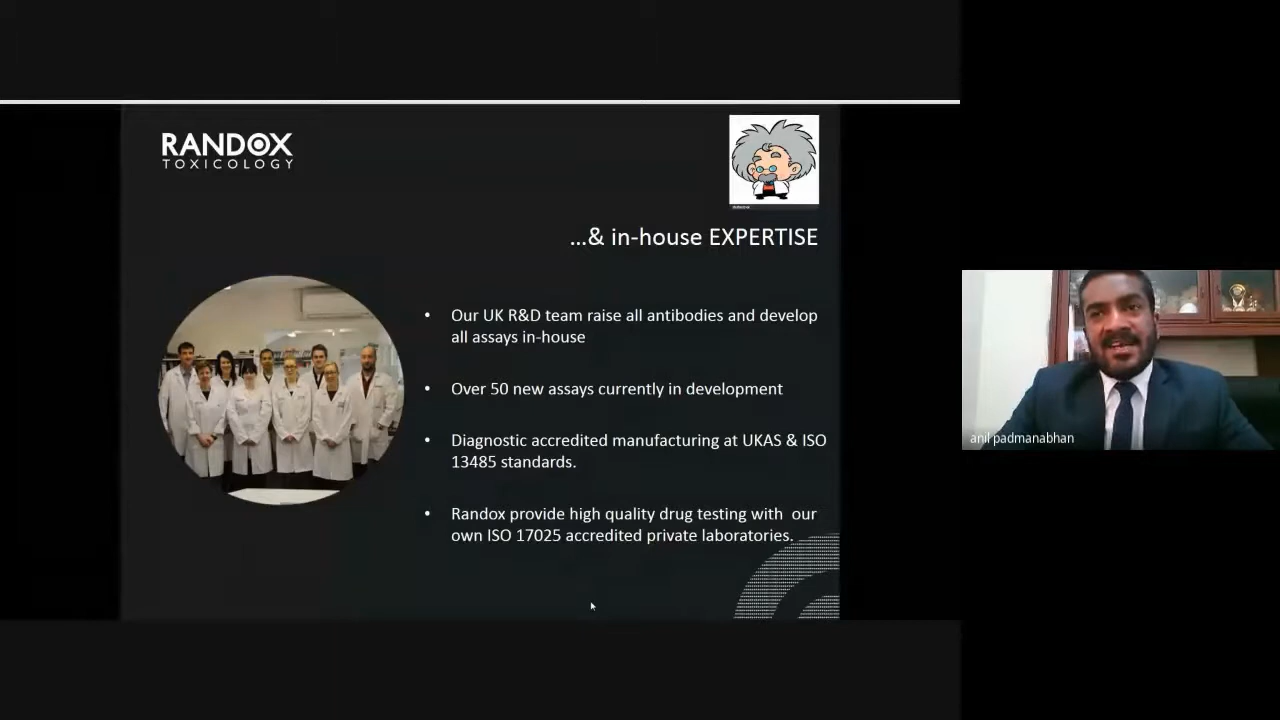 RANDOX
TOXICOLOGY
...& in-house EXPERTISE
• Our UK R&D team raise all antibodies and develop
all assays in-house
• Over 50 new assays currently in development
• Diagnostic accredited manufacturing at UKAS & ISO
13485 standards.
• Randox provide high quality drug testing with  our
own ISO 17025 accredited private laboratories.
anil padmanabhan